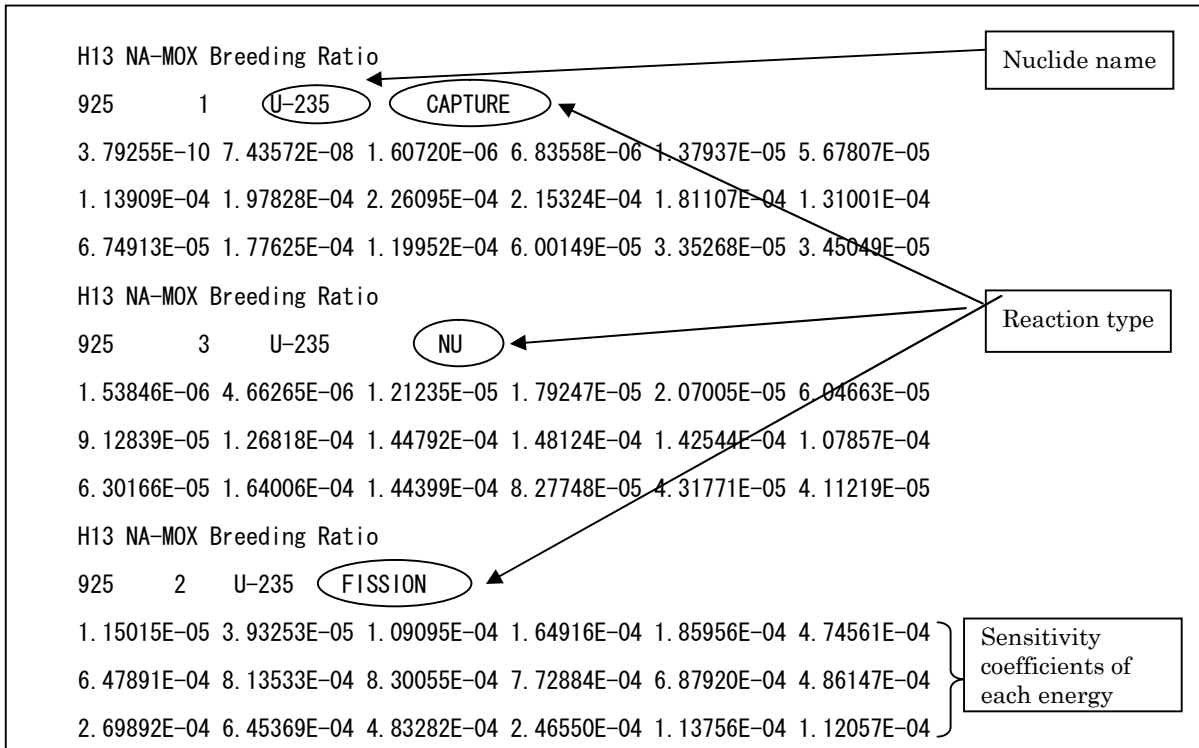 H13 NA-MOX Breeding Ratio
Nuclide name
925 1 U-235 CAPTURE
3.79255E-10 7.43572E-08 1.60720E-06 6.83558E-06 1.37937E-05 5.67807E-05
1.13909E-04 1.97828E-04 2.26095E-04 2.15324E-04 1.81107E-04 1.31001E-04
6.74913E-05 1.77625E-04 1.19952E-04 6.00149E-05 3.35268E-05 3.45049E-05
H13 NA-MOX Breeding Ratio
Reaction type
925 3 U-235 NU
1.53846E-06 4.66265E-06 1.21235E-05 1.79247E-05 2.07005E-05 6.04663E-05
9.12839E-05 1.26818E-04 1.44792E-04 1.48124E-04 1.42544E-04 1.07857E-04
6.30166E-05 1.64006E-04 1.44399E-04 8.27748E-05 4.31771E-05 4.11219E-05
H13 NA-MOX Breeding Ratio
925 2 U-235 FISSION
1.15015E-05 3.93253E-05 1.09095E-04 1.64916E-04 1.85956E-04 4.74561E-04
6.47891E-04 8.13533E-04 8.30055E-04 7.72884E-04 6.87920E-04 4.86147E-04
2.69892E-04 6.45369E-04 4.83282E-04 2.46550E-04 1.13756E-04 1.12057E-04
Sensitivity
coefficients of
each energy